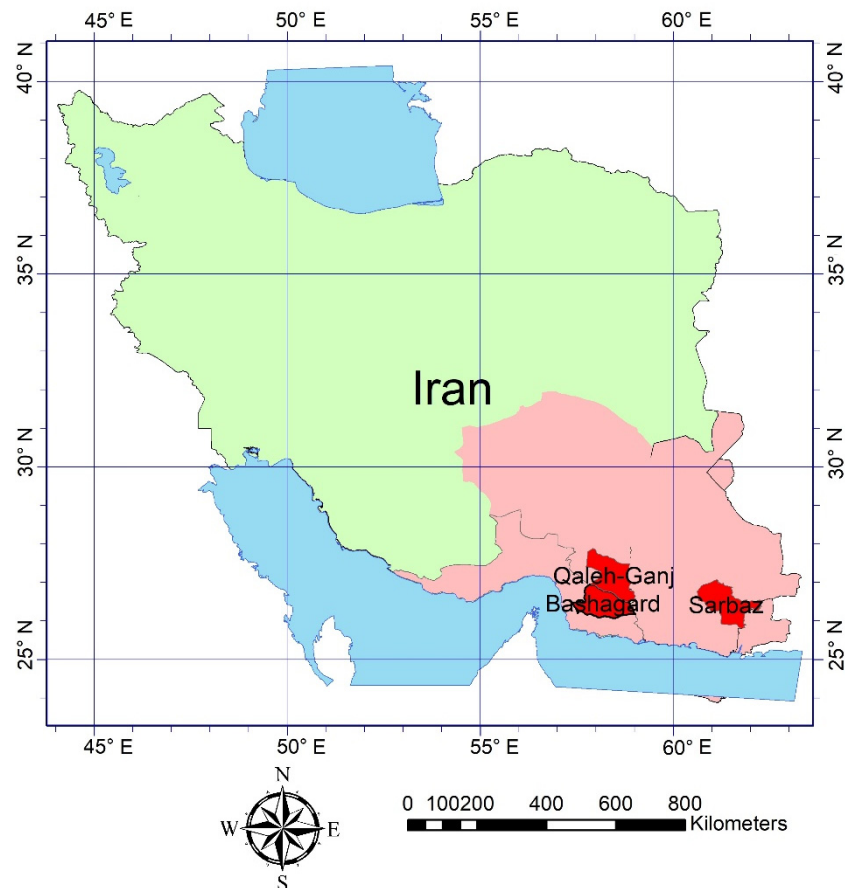 45° E 50° E 55° E 60° E
40° N 40° N
35° N 35° N
Iran
30° N 30° N
Qaleh-Ganj
Bashagard Sarbaz
25° N 25° N
45° E 50° E 55° E 60° E
N
W E
S
0 100200 400 600 800
Kilometers